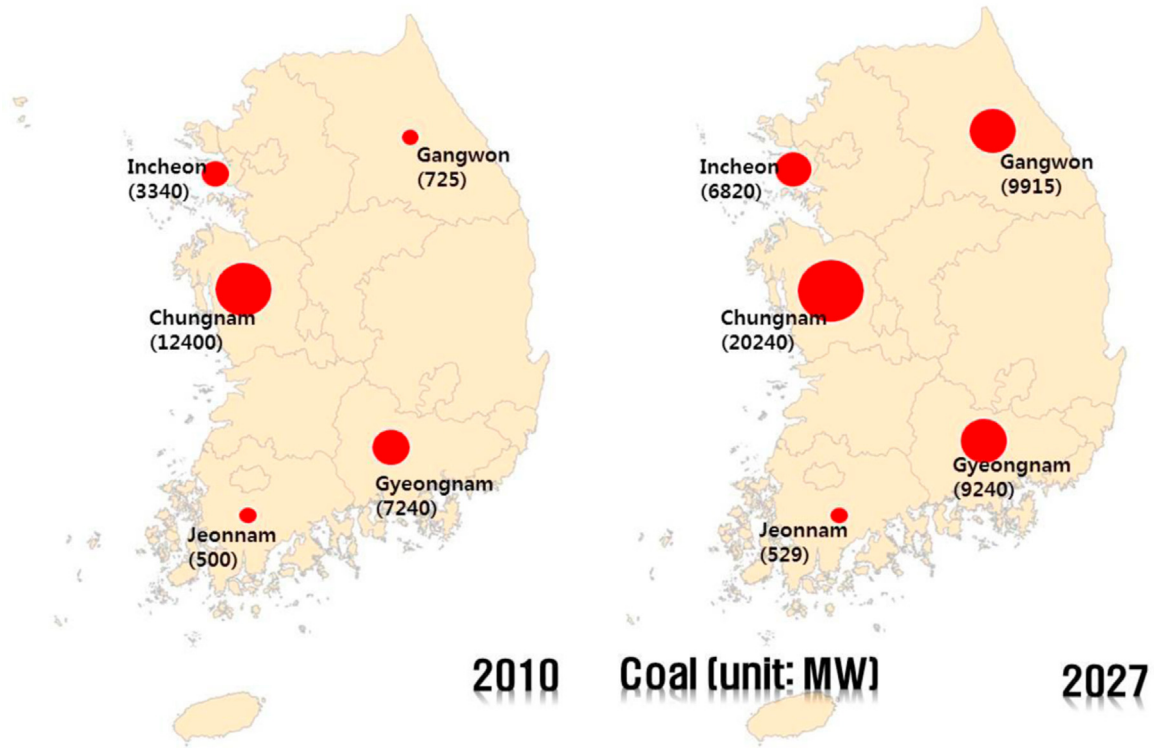 Incheon
(3340)
Gangwon
(725)
Chungnam
(12400)
Gyeongnam
(7240)
Jeonnam
(500)
2010
Incheon
(6820)
Gangwon
(9915)
Chungnam
(20240)
Gyeongnam
(9240)
Jeonnam
(529)
Coal (unit: MW)
2027